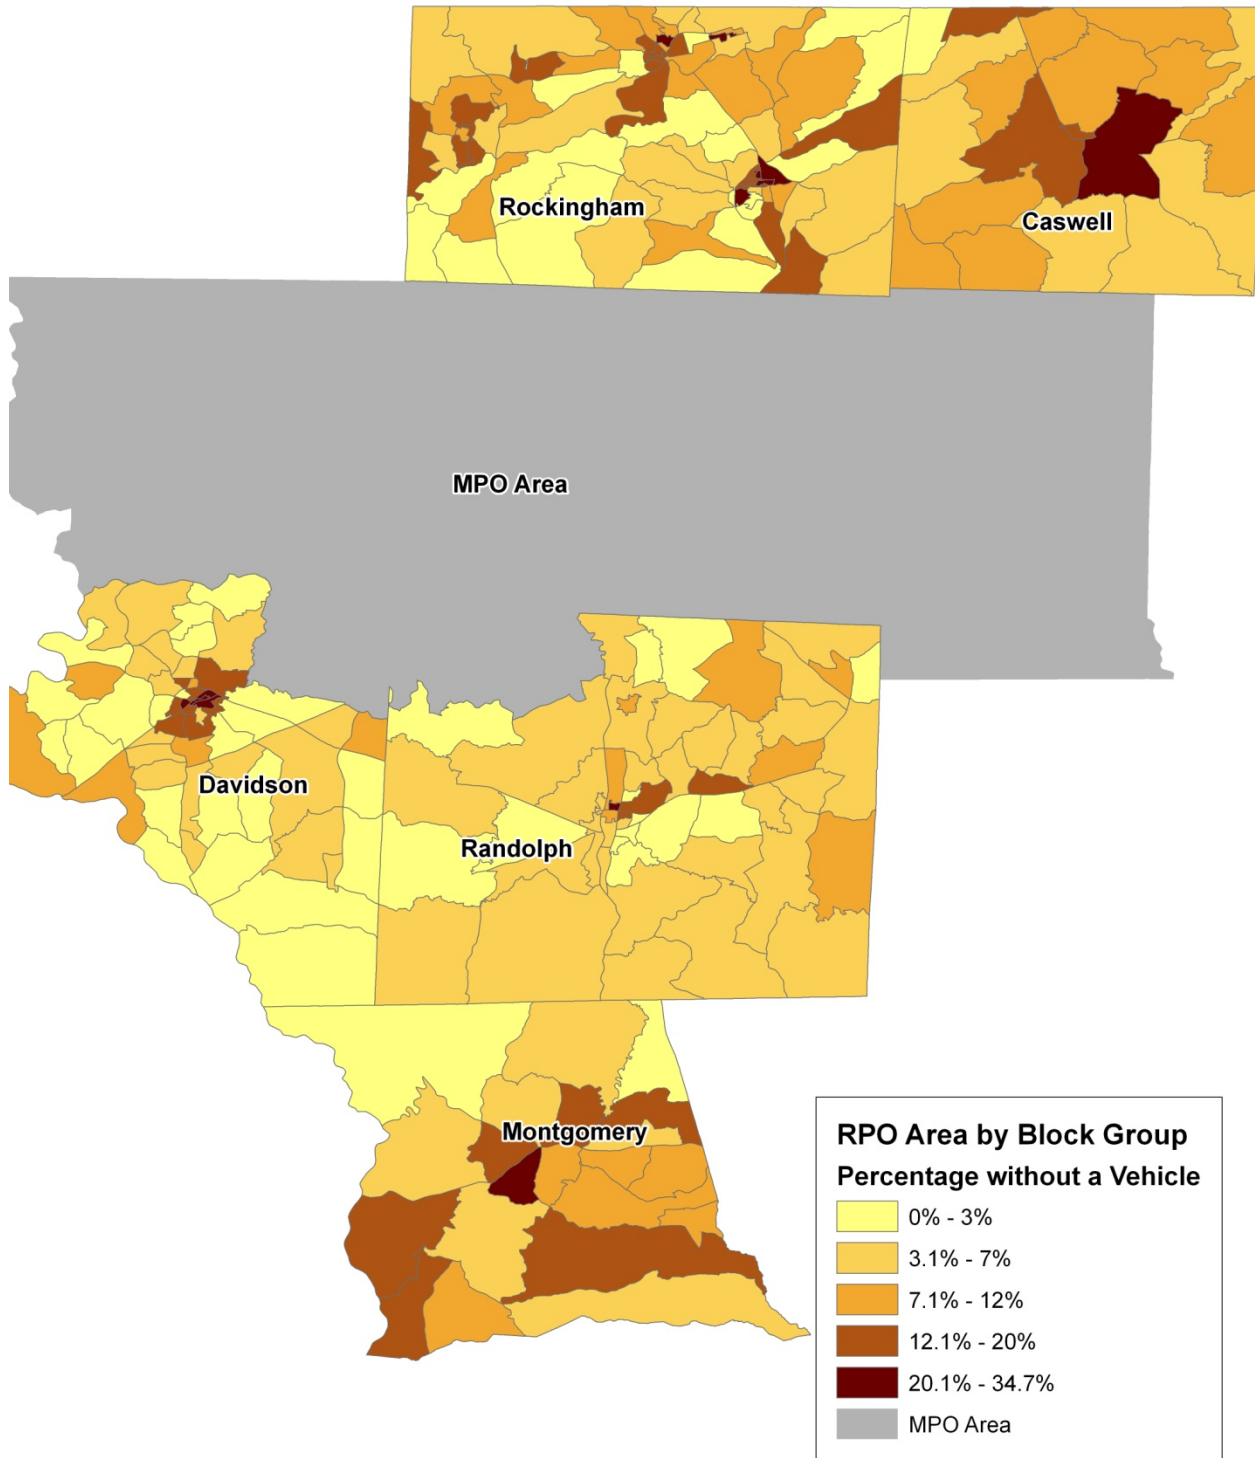 Rockingham
Caswell
MPO Area
Davidson
Randolph
Montgomery
RPO Area by Block Group
Percentage without a Vehicle
0% - 3%
3.1% - 7%
7.1% - 12%
12.1% - 20%
20.1% - 34.7%
MPO Area